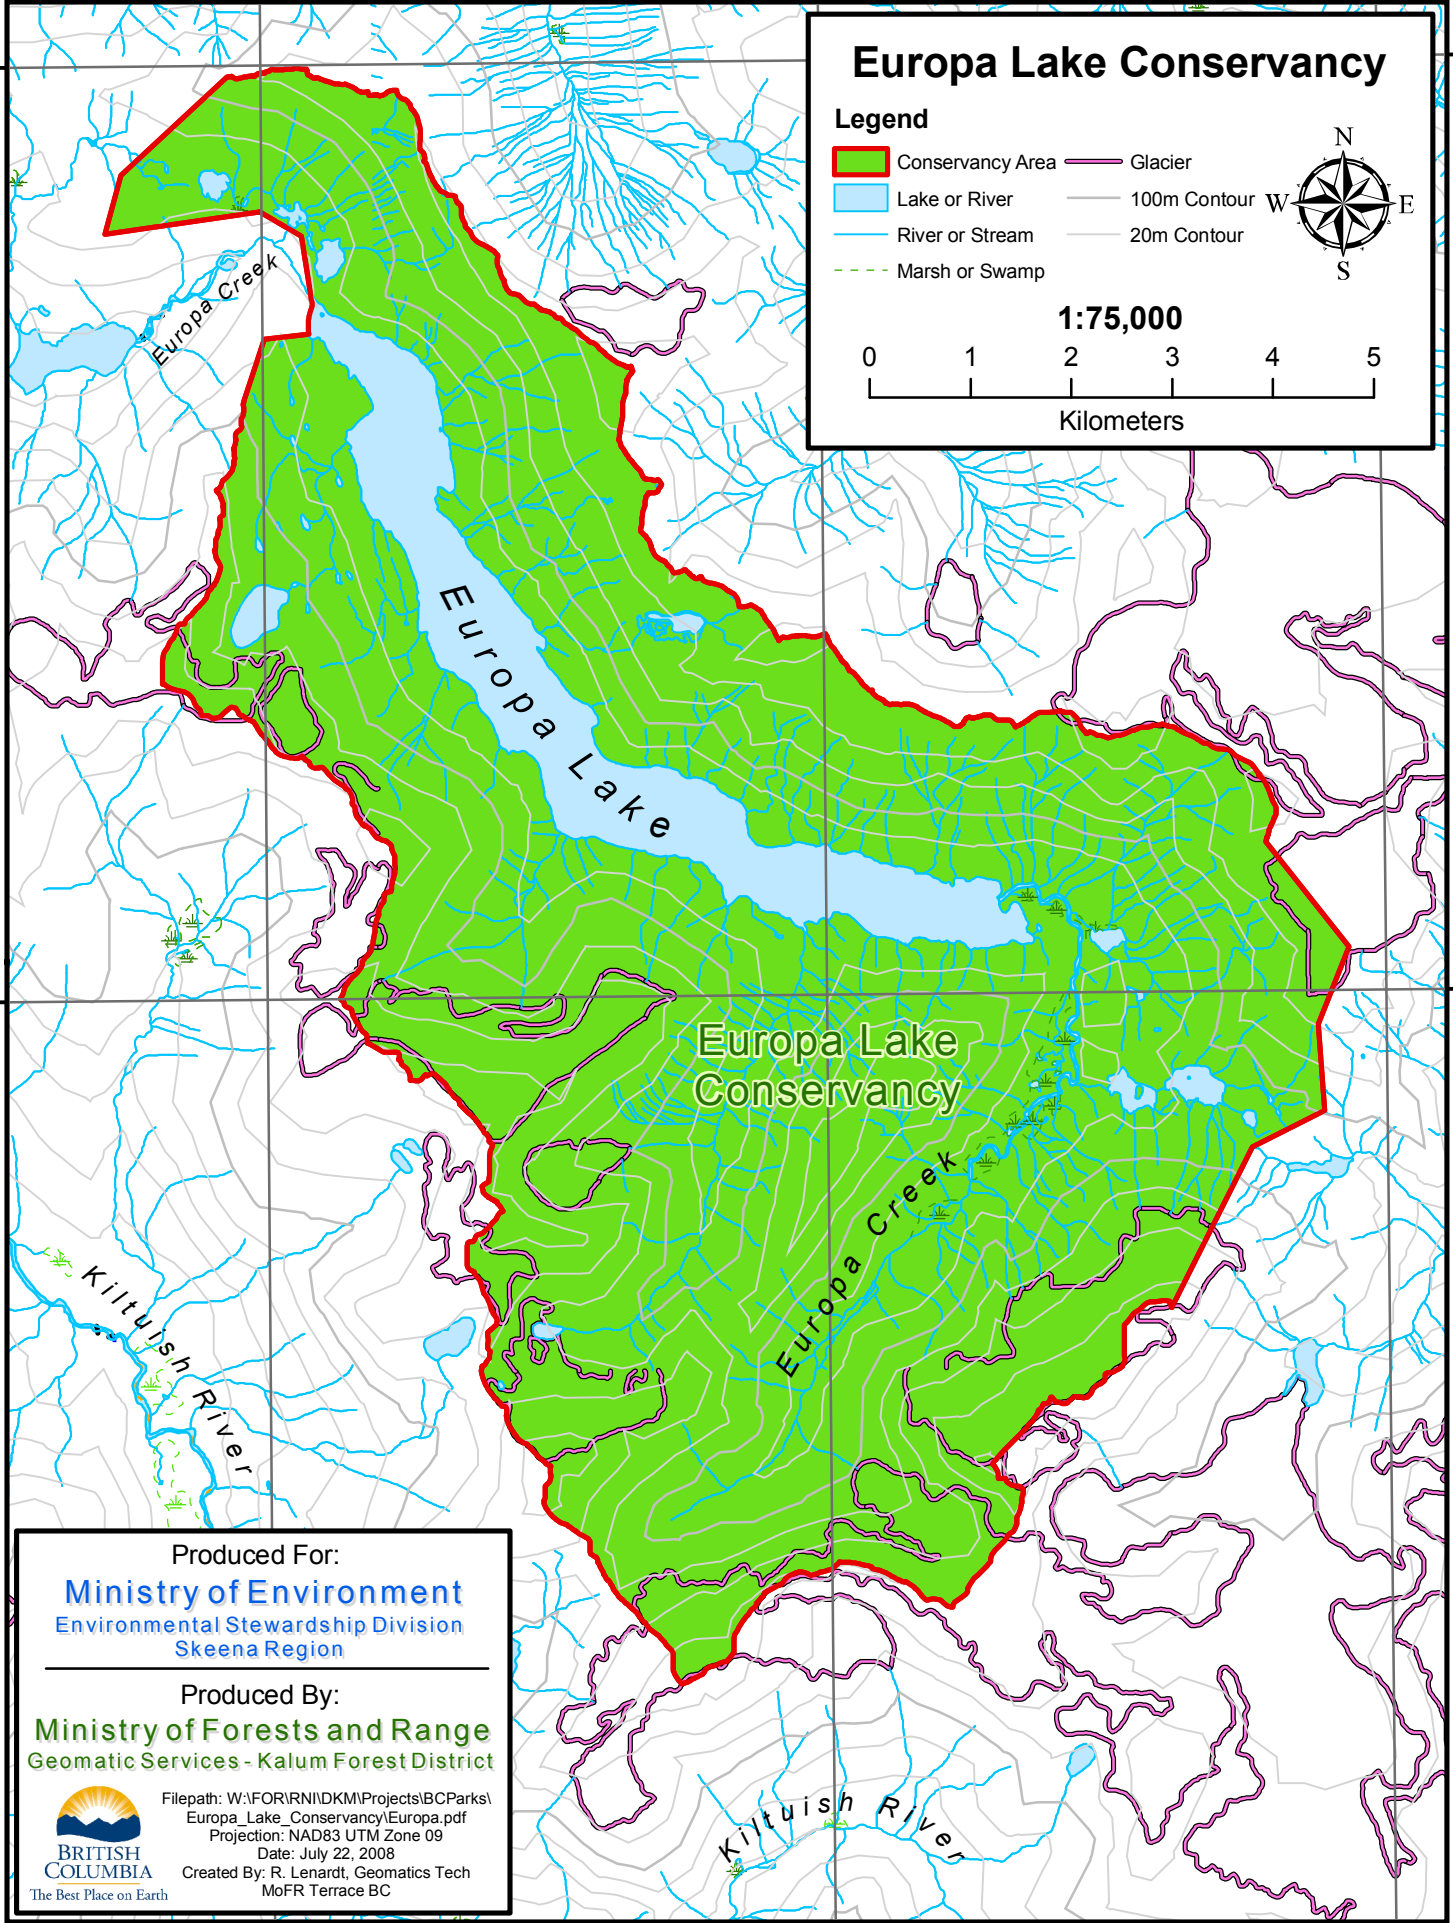 Europa Lake Conservancy
Legend
Conservancy Area
Glacier
Lake or River
100m Contour
River or Stream
20m Contour
Marsh or Swamp
N
W
E
S
1:75,000
0 1 2 3 4 5
Kilometers
Europa Creek
Europa Lake
Europa Lake
Conservancy
Europa Creek
Kiltuish River
Kiltuish River
Produced For:
Ministry of Environment
Environmental Stewardship Division
Skeena Region
Produced By:
Ministry of Forests and Range
Geomatic Services - Kalum Forest District
Filepath: W:\FOR\RNI\DKM\Projects\BCParks\
Europa_Lake_Conservancy\Europa.pdf
Projection: NAD83 UTM Zone 09
Date: July 22, 2008
Created By: R. Lenardt, Geomatics Tech
MoFR Terrace BC
BRITISH
COLUMBIA
The Best Place on Earth